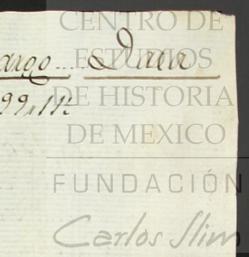 CENTRO DE
ESTUDIOS
DE HISTORIA
DE MEXICO
FUNDACIÓN
Carlos Slim